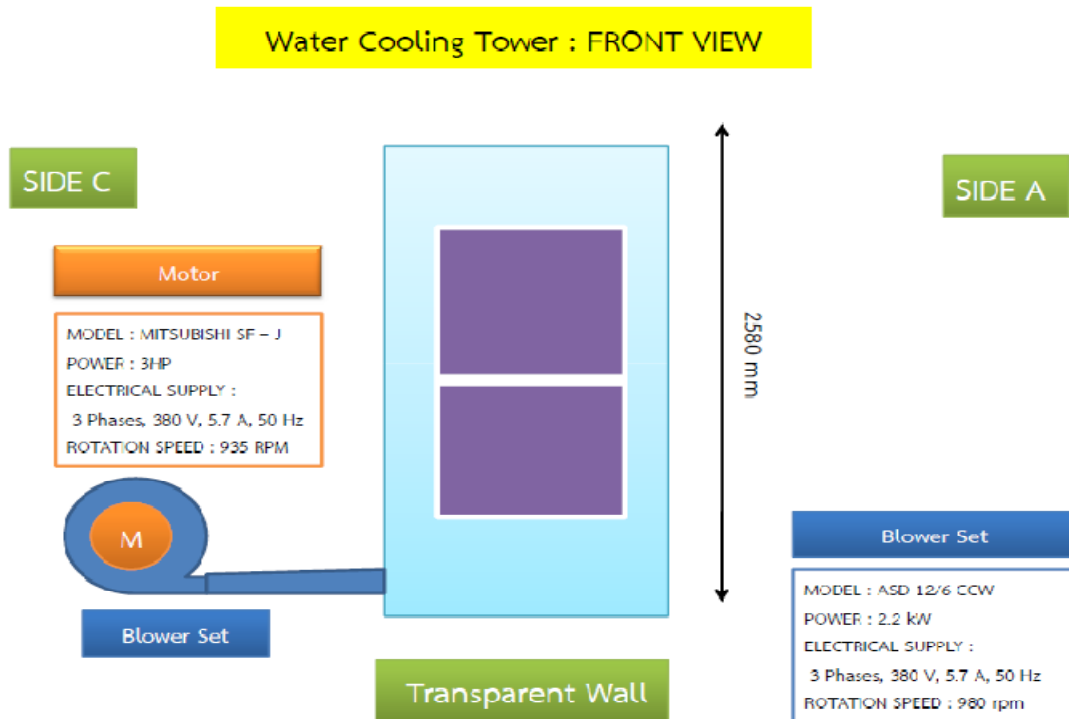 Water Cooling Tower : FRONT VIEW
SIDE C
SIDE A
Motor
MODEL : MITSUBISHI SF – J
POWER : 3HP
ELECTRICAL SUPPLY :
3 Phases, 380 V, 5.7 A, 50 Hz
ROTATION SPEED : 935 RPM
2580 mm
M
Blower Set
Blower Set
MODEL : ASD 12/6 CCW
POWER : 2.2 kW
ELECTRICAL SUPPLY :
3 Phases, 380 V, 5.7 A, 50 Hz
ROTATION SPEED : 980 rpm
Transparent Wall